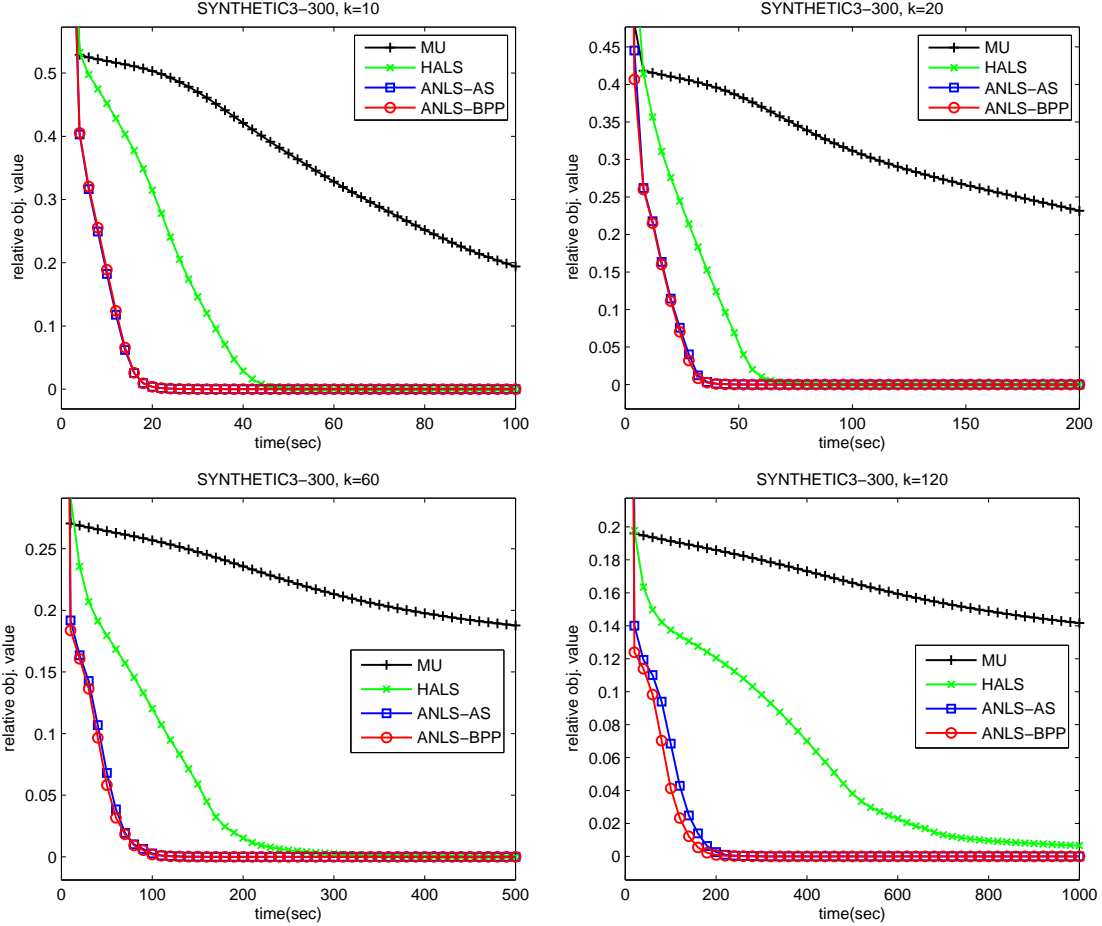 SYNTHETIC3-300, k=10
relative obj. value
0.5
0.4
0.3
0.2
0.1
0
0
20
40
60
80
100
time(sec)
MU
HALS
ANLS-AS
ANLS-BPP
SYNTHETIC3-300, k=20
relative obj. value
0.45
0.4
0.35
0.3
0.25
0.2
0.15
0.1
0.05
0
0
50
100
150
200
time(sec)
MU
HALS
ANLS-AS
ANLS-BPP
SYNTHETIC3-300, k=60
relative obj. value
0.25
0.2
0.15
0.1
0.05
0
0
100
200
300
400
500
time(sec)
MU
HALS
ANLS-AS
ANLS-BPP
SYNTHETIC3-300, k=120
relative obj. value
0.2
0.18
0.16
0.14
0.12
0.1
0.08
0.06
0.04
0.02
0
0
200
400
600
800
1000
time(sec)
MU
HALS
ANLS-AS
ANLS-BPP